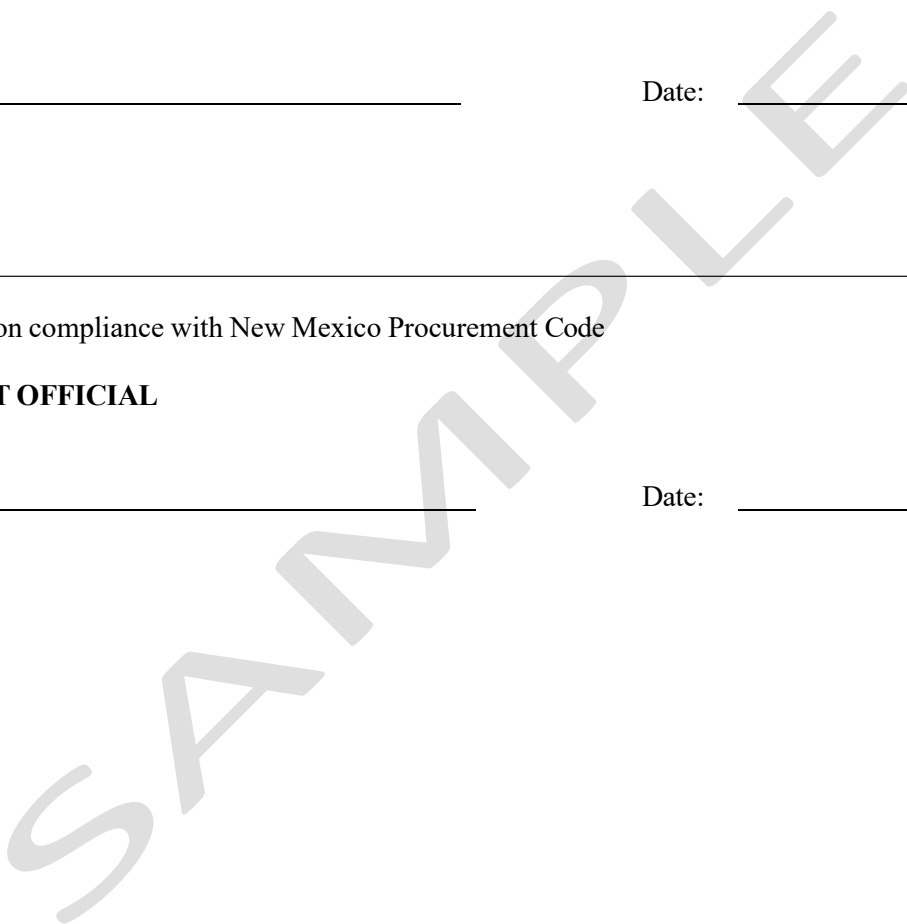 Date:
on compliance with New Mexico Procurement Code
T OFFICIAL
Date:
SAMPLE